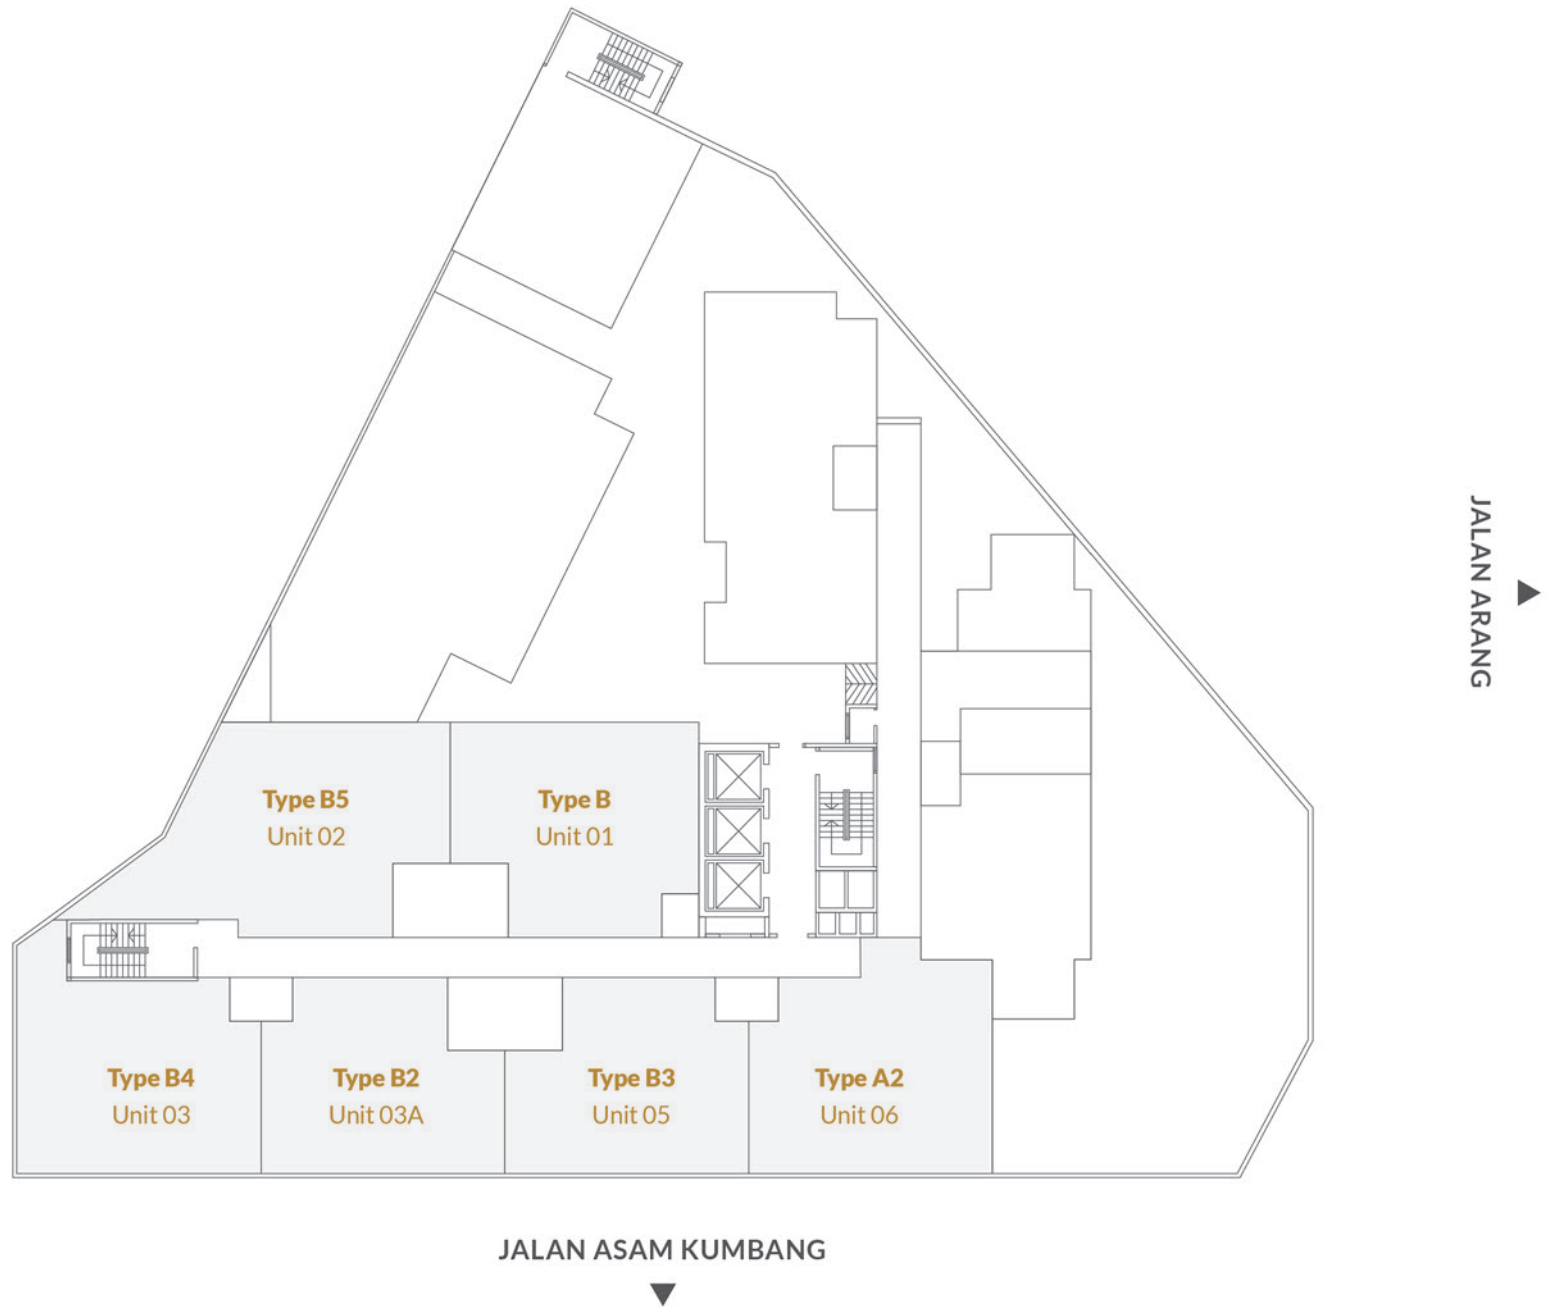 JALAN ARANG
Type B5
Unit 02
Type B
Unit 01
Type B4
Unit 03
Type B2
Unit 03A
Type B3
Unit 05
Type A2
Unit 06
JALAN ASAM KUMBANG